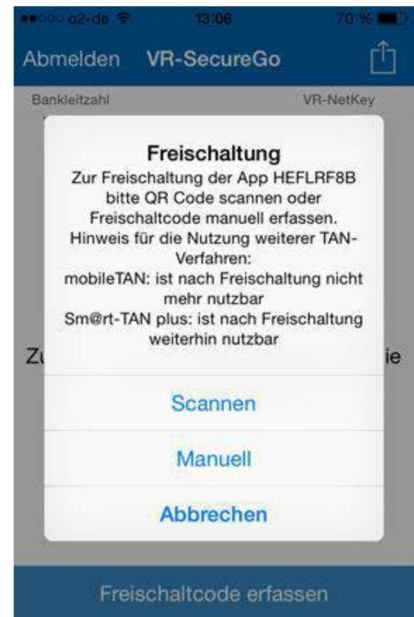 o2-de 13:06 70 %
Abmelden VR-SecureGo
Bankleitzahl VR-NetKey
Freischaltung
Zur Freischaltung der App HEFLRF8B
bitte QR Code scannen oder
Freischaltcode manuell erfassen.
Hinweis für die Nutzung weiterer TAN-
Verfahren:
mobileTAN: ist nach Freischaltung nicht
mehr nutzbar
Sm@rt-TAN plus: ist nach Freischaltung
weiterhin nutzbar
Scannen
Manuell
Abbrechen
Freischaltcode erfassen